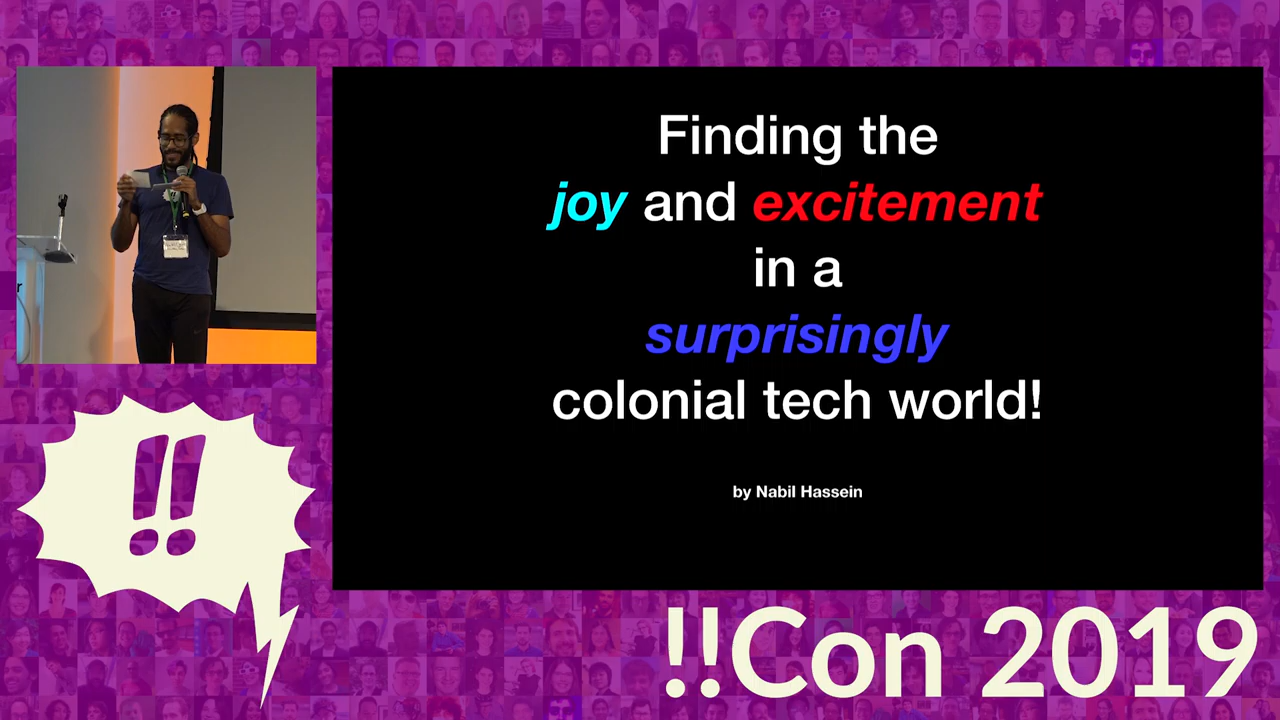 Finding the
joy and excitement
in a
surprisingly
colonial tech world!
by Nabil Hassein
r
!!
!!Con 2019